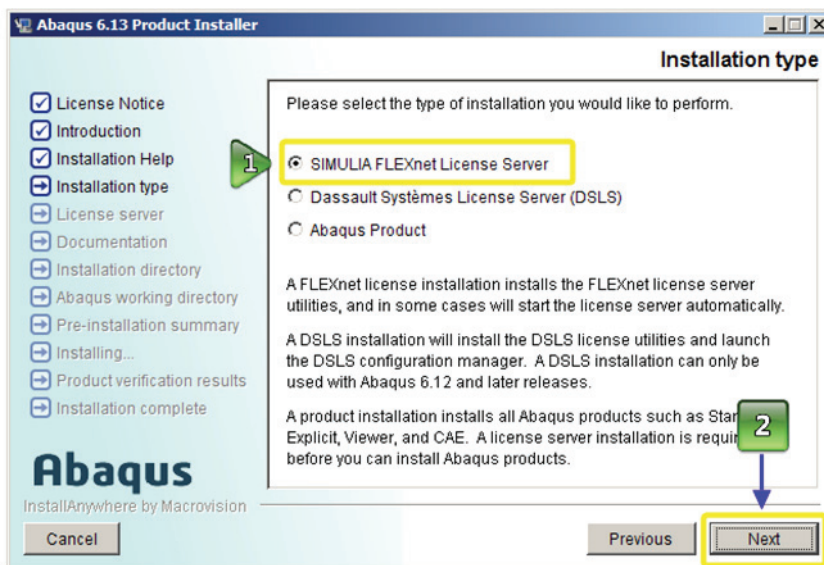 Abaqus 6.13 Product Installer
Installation type
License Notice
Introduction
Installation Help
Installation type
License server
Documentation
Installation directory
Abaqus working directory
Pre-installation summary
Installing...
Product verification results
Installation complete
Please select the type of installation you would like to perform.
1
SIMULIA FLEXnet License Server
Dassault Systèmes License Server (DSLS)
Abaqus Product
A FLEXnet license installation installs the FLEXnet license server
utilities, and in some cases will start the license server automatically.
A DSLS installation will install the DSLS license utilities and launch
the DSLS configuration manager. A DSLS installation can only be
used with Abaqus 6.12 and later releases.
A product installation installs all Abaqus products such as
Explicit, Viewer, and CAE. A license server installation is
before you can install Abaqus products.
2
Abaqus
InstallAnywhere by Macrovision
Cancel
Previous
Next